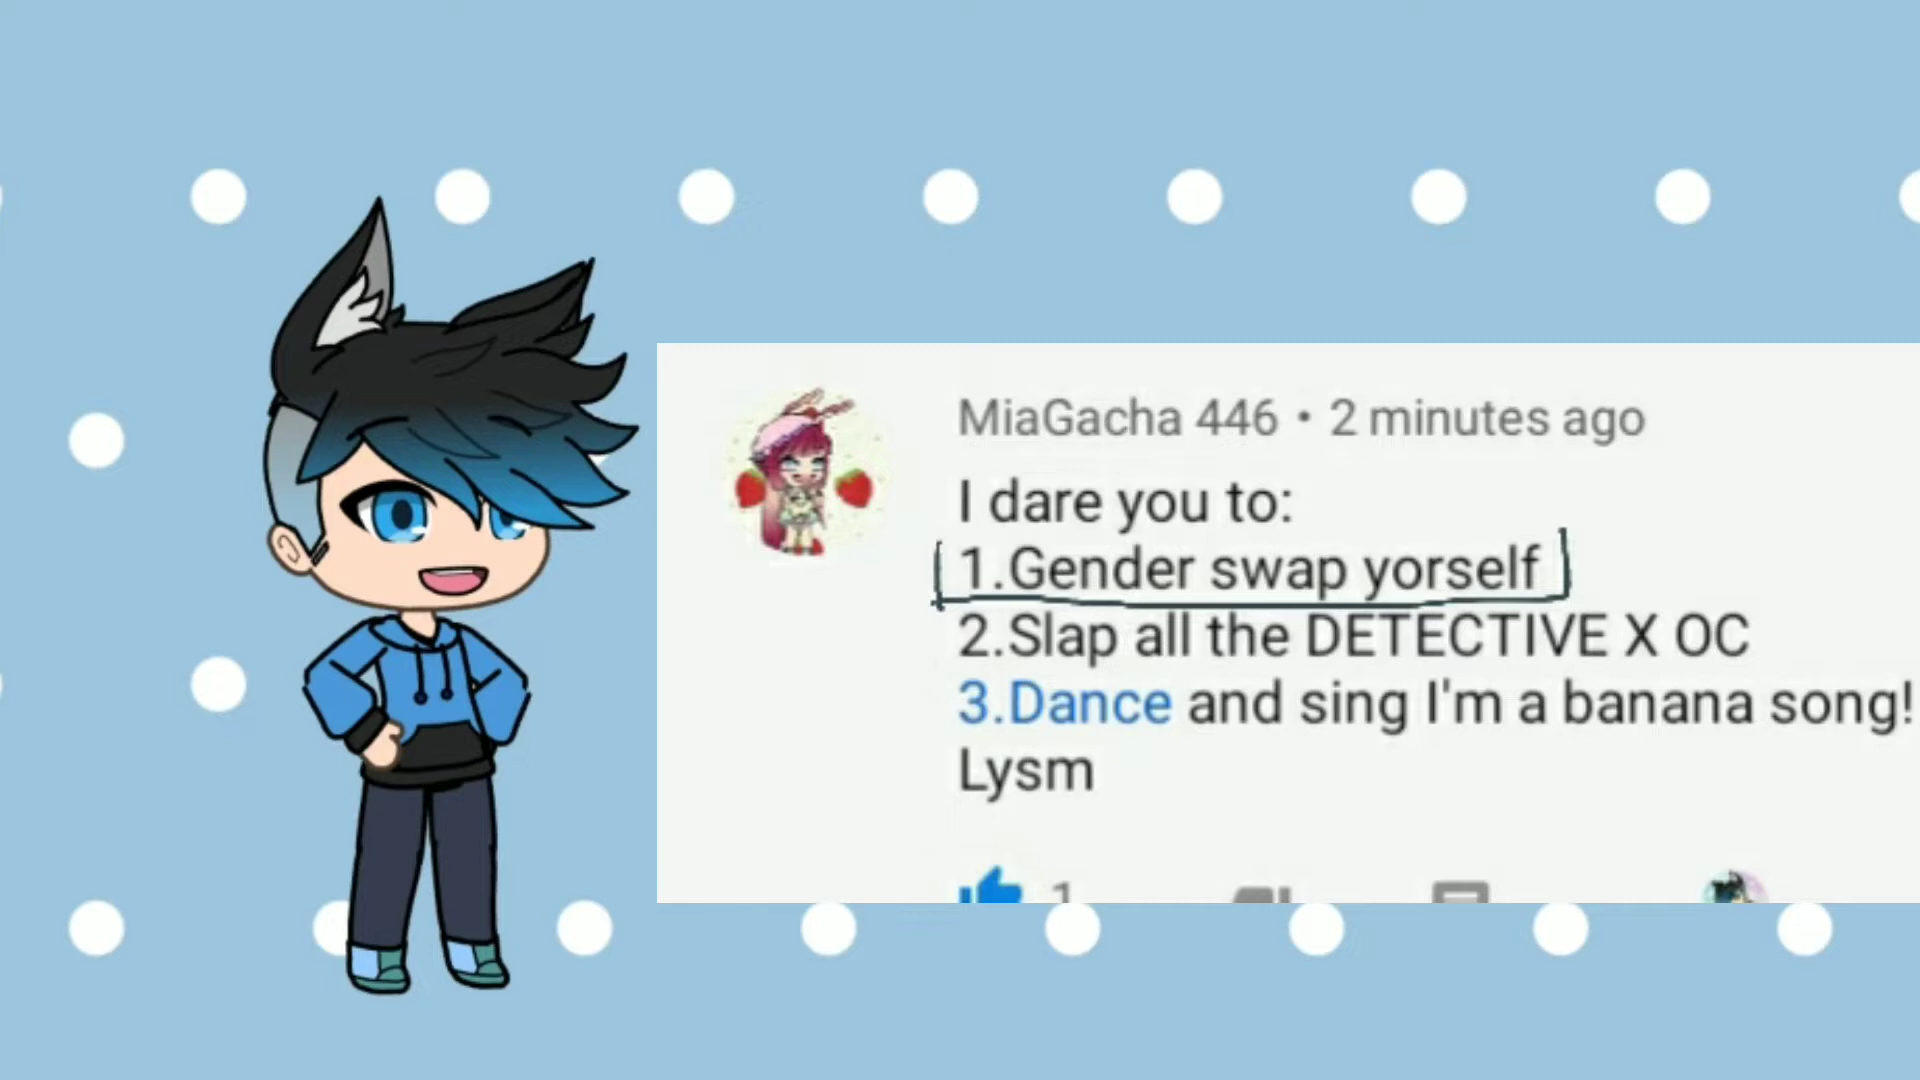 MiaGacha 446 • 2 minutes ago
I dare you to:
1.Gender swap yorself
2.Slap all the DETECTIVE X OC
3.Dance and sing I'm a banana song!
Lysm
1